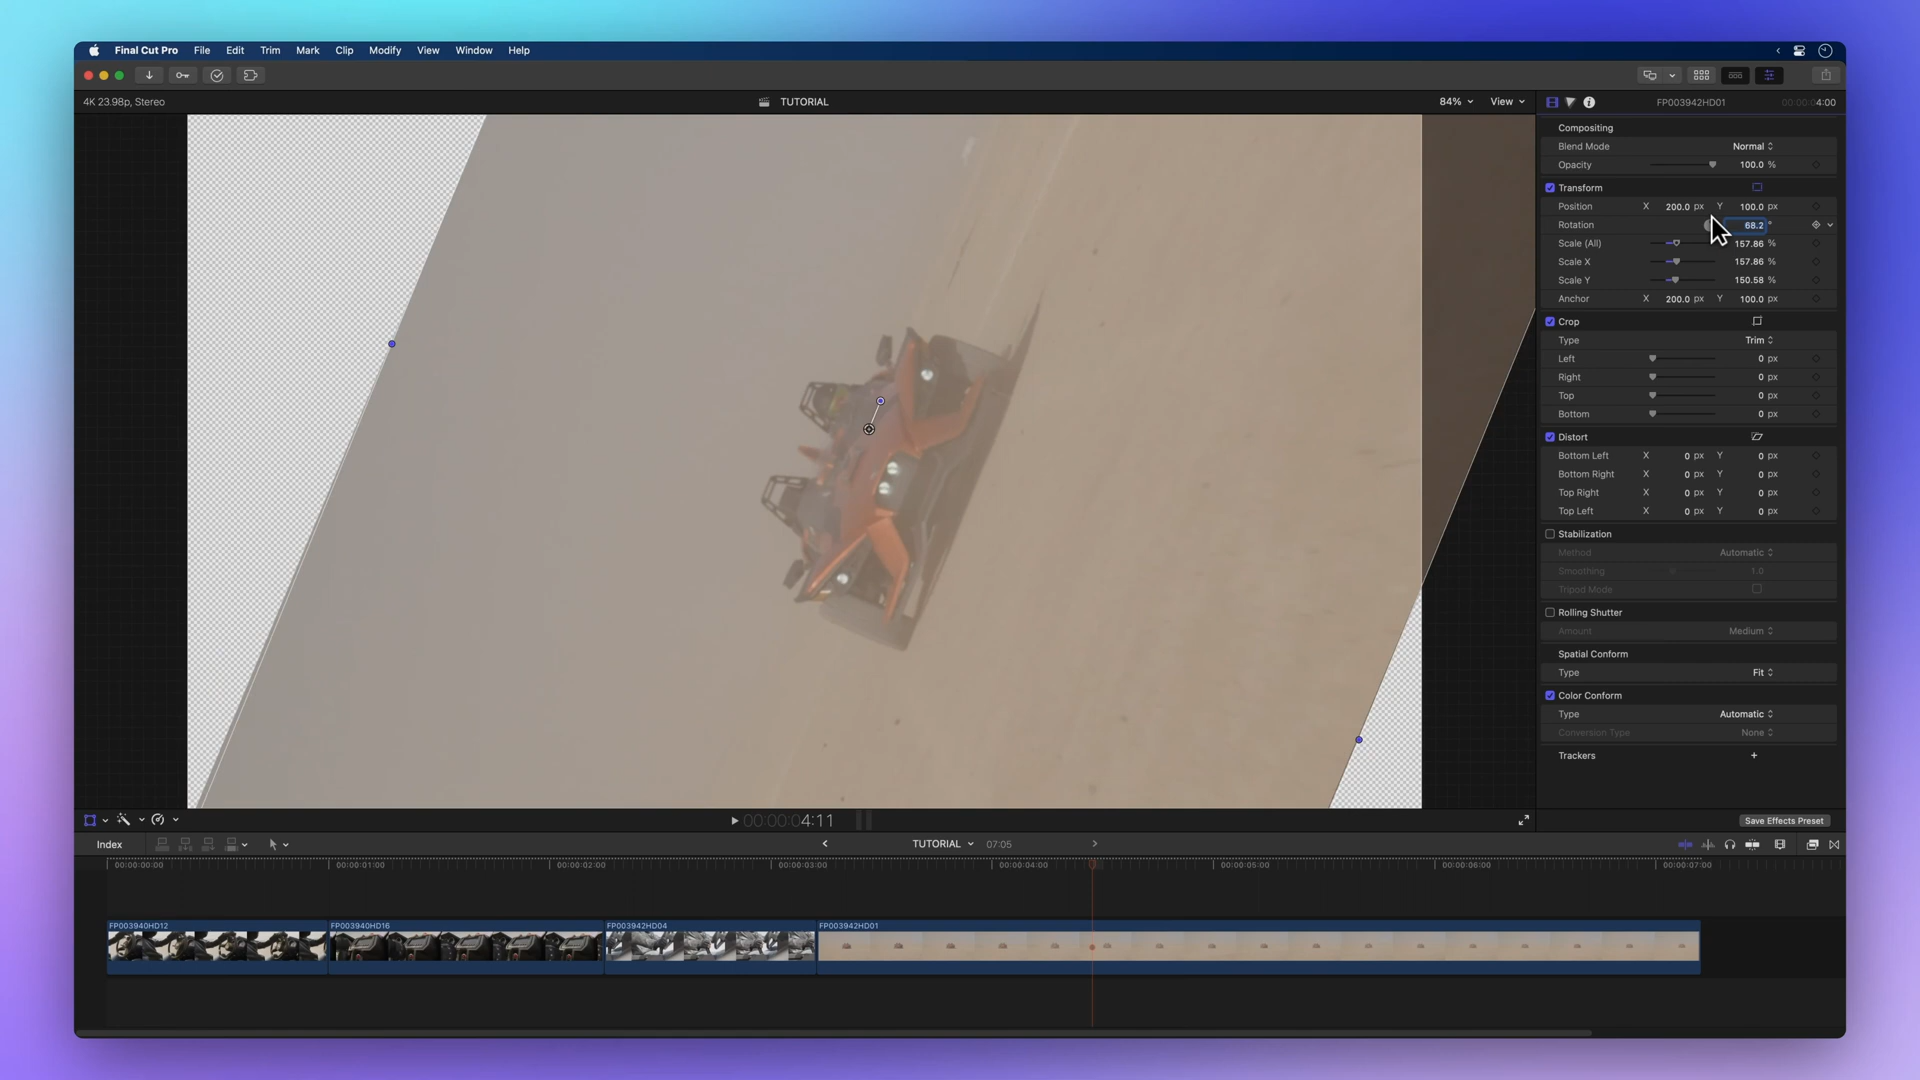 Final Cut Pro File Edit Trim Mark Clip Modify View Window Help
4K 23.98p, Stereo TUTORIAL 84% View FP003942HD01 00:00:04:00
Compositing
Blend Mode Normal
Opacity 100.0 %
Transform
Position X 200.0 px Y 100.0 px
Rotation 68.2 °
Scale (All) 157.86 %
Scale X 157.86 %
Scale Y 150.58 %
Anchor X 200.0 px Y 100.0 px
Crop
Type Trim
Left 0 px
Right 0 px
Top 0 px
Bottom 0 px
Distort
Bottom Left X 0 px Y 0 px
Bottom Right X 0 px Y 0 px
Top Right X 0 px Y 0 px
Top Left X 0 px Y 0 px
Stabilization
Method Automatic
Smoothing 1.0
Tripod Mode
Rolling Shutter
Amount Medium
Spatial Conform
Type Fit
Color Conform
Type Automatic
Conversion Type None
Trackers +
00:00:04:11 Save Effects Preset
Index TUTORIAL 07:05
00:00:00:00 00:00:01:00 00:00:02:00 00:00:03:00 00:00:04:00 00:00:05:00 00:00:06:00 00:00:07:00
FP003940HD12 FP003940HD16 FP003942HD04 FP003942HD01